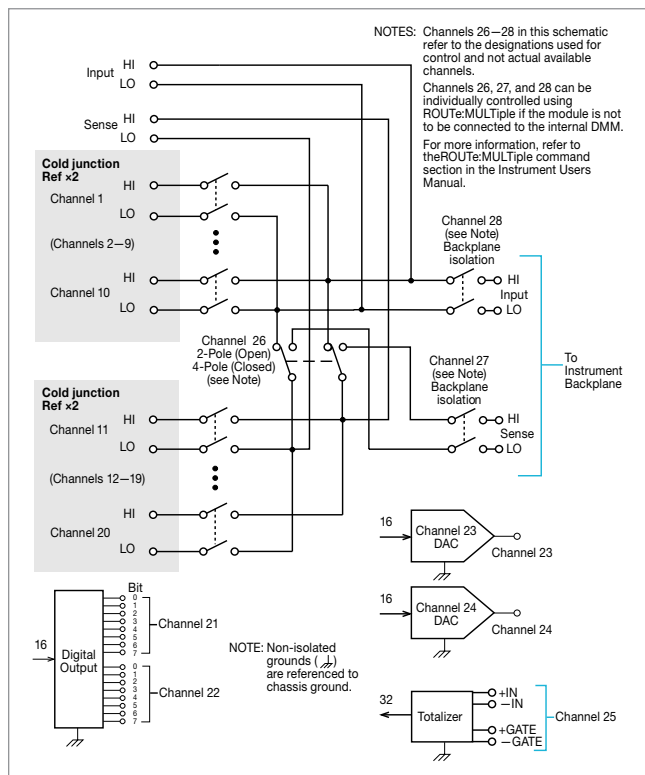 NOTES: Channels 26–28 in this schematic
refer to the designations used for
control and not actual available
channels.
Channels 26, 27, and 28 can be
individually controlled using
ROUTe:MULTiple if the module is not
to be connected to the internal DMM.
For more information, refer to
theROUTe:MULTiple command
section in the Instrument Users
Manual.
Input
HI
LO
Sense
HI
LO
Cold junction
Ref ×2
Channel 1
HI
LO
(Channels 2–9)
Channel 10
HI
LO
Channel 28
(see Note)
Backplane
isolation
HI
Input
LO
Channel 26
2-Pole (Open)
4-Pole (Closed)
(see Note)
Channel 27
(see Note)
Backplane
isolation
HI
Sense
LO
To
Instrument
Backplane
Cold junction
Ref ×2
Channel 11
HI
LO
(Channels 12–19)
Channel 20
HI
LO
16
Channel 23
DAC
Channel 23
16
Channel 24
DAC
Channel 24
Bit
16
Digital
Output
0
1
2
3
4
5
6
7
Channel 21
0
1
2
3
4
5
6
7
Channel 22
NOTE: Non-isolated
grounds ( )
are referenced to
chassis ground.
32
Totalizer
+IN
–IN
+GATE
–GATE
Channel 25